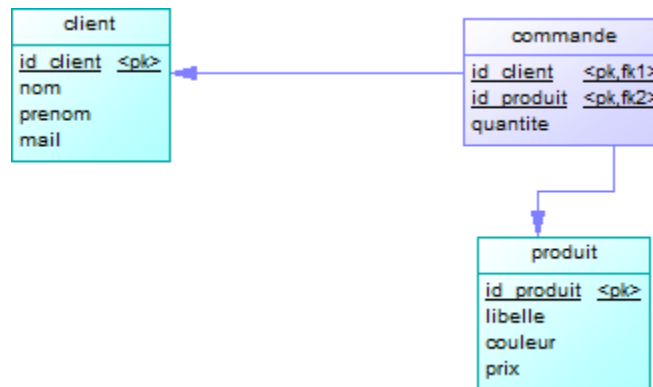 client
id_client <pk>
nom
prenom
mail
commande
id_client <pk,fk1>
id_produit <pk,fk2>
quantite
produit
id_produit <pk>
libelle
couleur
prix